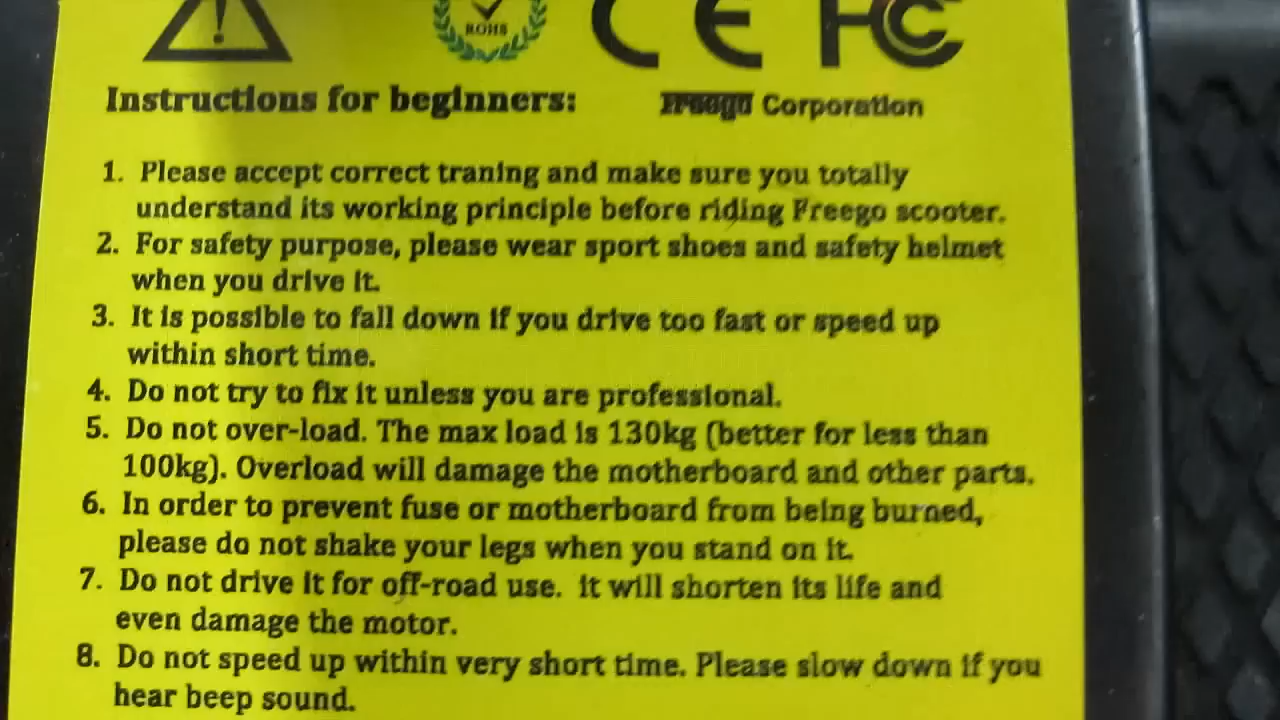 ROHS CE FC
Instructions for beginners: Freego Corporation
1. Please accept correct traning and make sure you totally
understand its working principle before riding Freego scooter.
2. For safety purpose, please wear sport shoes and safety helmet
when you drive it.
3. It is possible to fall down if you drive too fast or speed up
within short time.
4. Do not try to fix it unless you are professional.
5. Do not over-load. The max load is 130kg (better for less than
100kg). Overload will damage the motherboard and other parts.
6. In order to prevent fuse or motherboard from being burned,
please do not shake your legs when you stand on it.
7. Do not drive it for off-road use. it will shorten its life and
even damage the motor.
8. Do not speed up within very short time. Please slow down if you
hear beep sound.